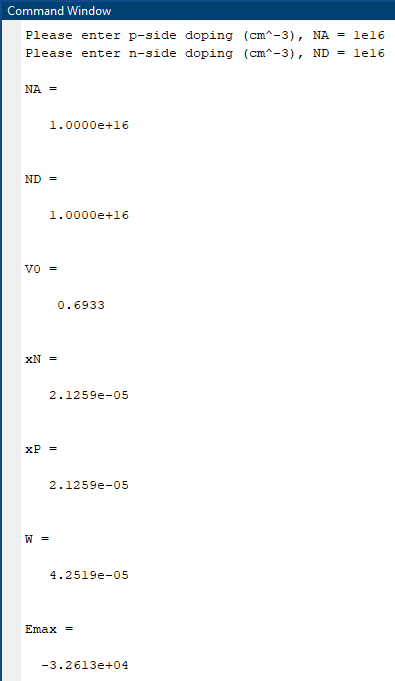 Command Window
Please enter p-side doping (cm^-3), NA = 1e16
Please enter n-side doping (cm^-3), ND = 1e16
NA =
1.0000e+16
ND =
1.0000e+16
V0 =
0.6933
xN =
2.1259e-05
xP =
2.1259e-05
W =
4.2519e-05
Emax =
-3.2613e+04